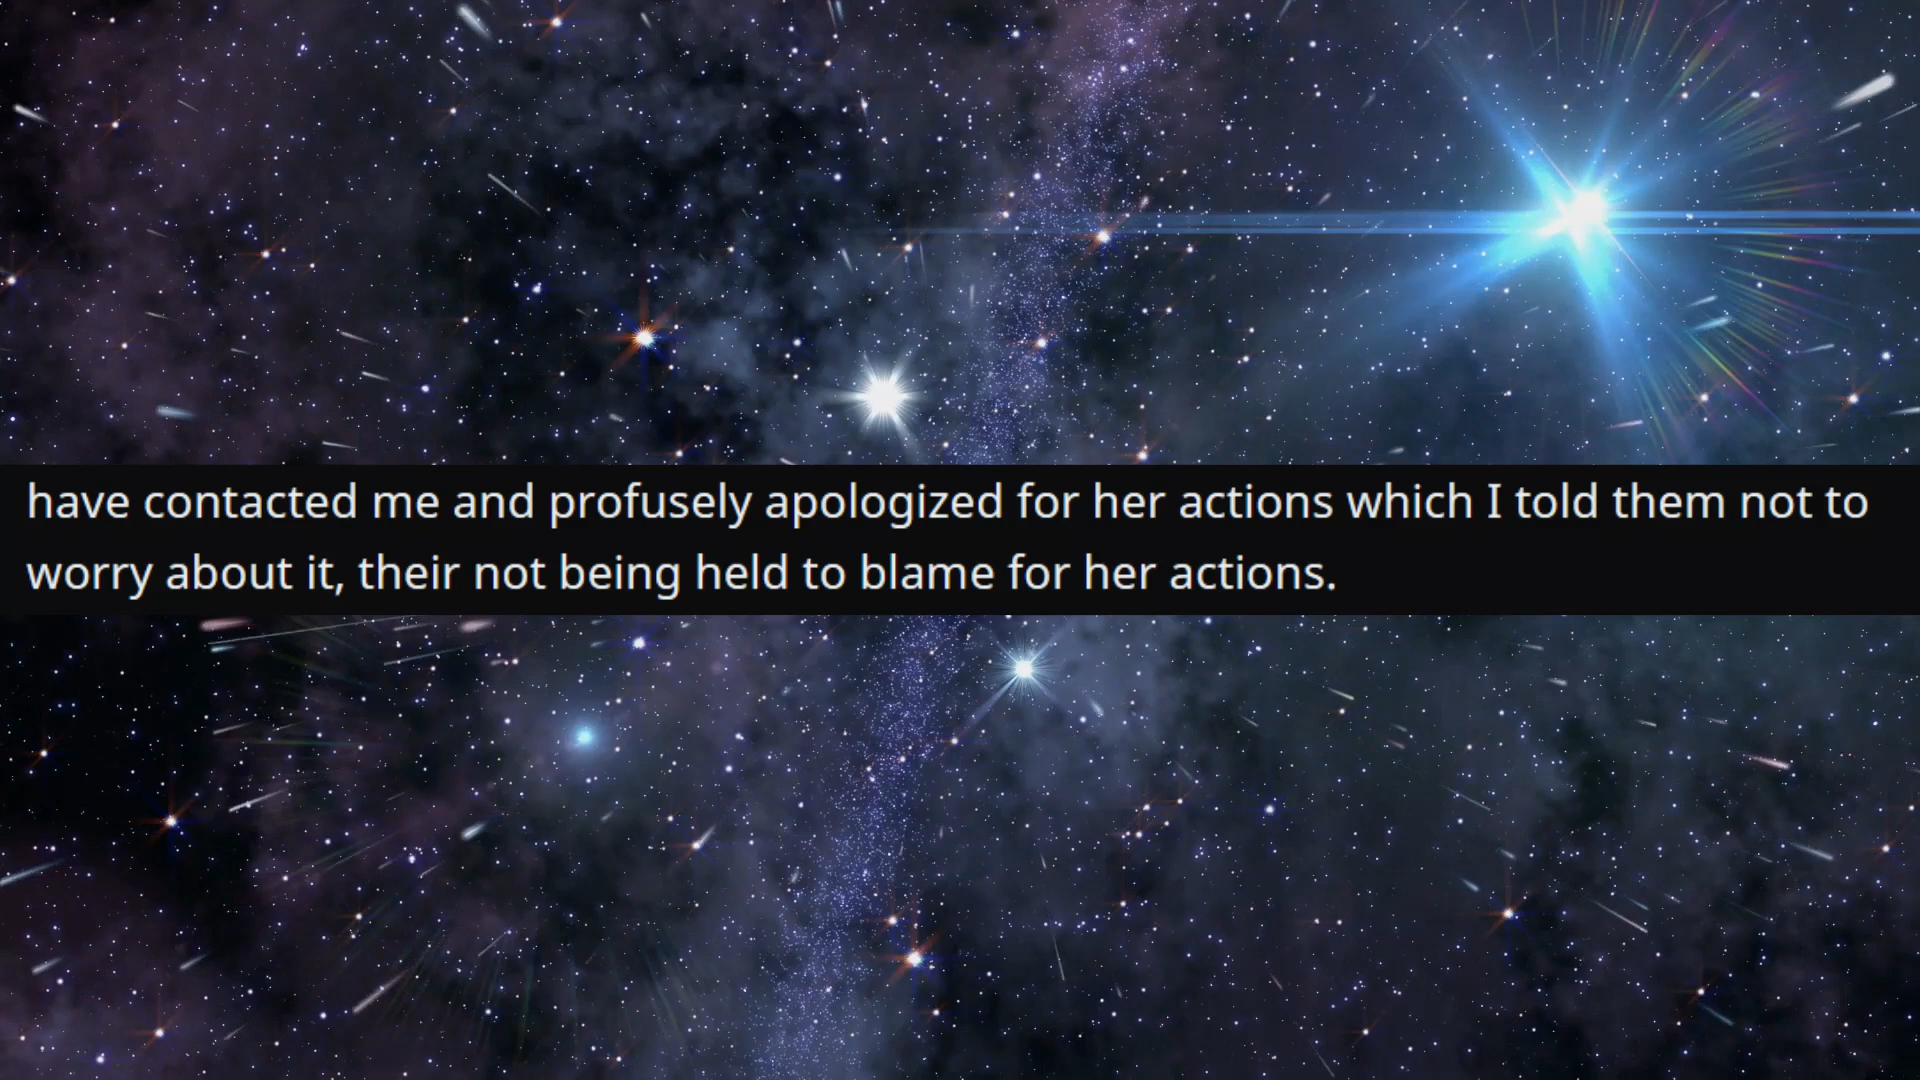 have contacted me and profusely apologized for her actions which I told them not to
worry about it, their not being held to blame for her actions.